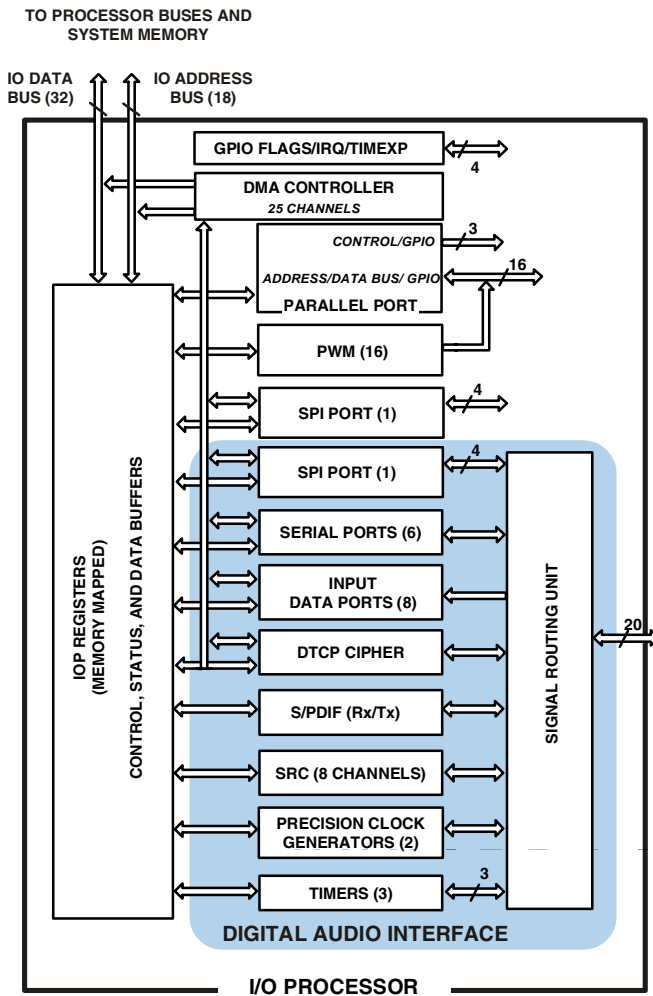 TO PROCESSOR BUSES AND
SYSTEM MEMORY
IO DATA
BUS (32)
IO ADDRESS
BUS (18)
GPIO FLAGS/IRQ/TIMEXP
4
DMA CONTROLLER
25 CHANNELS
CONTROL/GPIO
3
ADDRESS/DATA BUS/ GPIO
16
PARALLEL PORT
PWM (16)
SPI PORT (1)
4
SPI PORT (1)
4
SERIAL PORTS (6)
INPUT
DATA PORTS (8)
DTCP CIPHER
S/PDIF (Rx/Tx)
SRC (8 CHANNELS)
PRECISION CLOCK
GENERATORS (2)
TIMERS (3)
3
IOP REGISTERS
(MEMORY MAPPED)
CONTROL, STATUS, AND DATA BUFFERS
SIGNAL ROUTING UNIT
20
DIGITAL AUDIO INTERFACE
I/O PROCESSOR